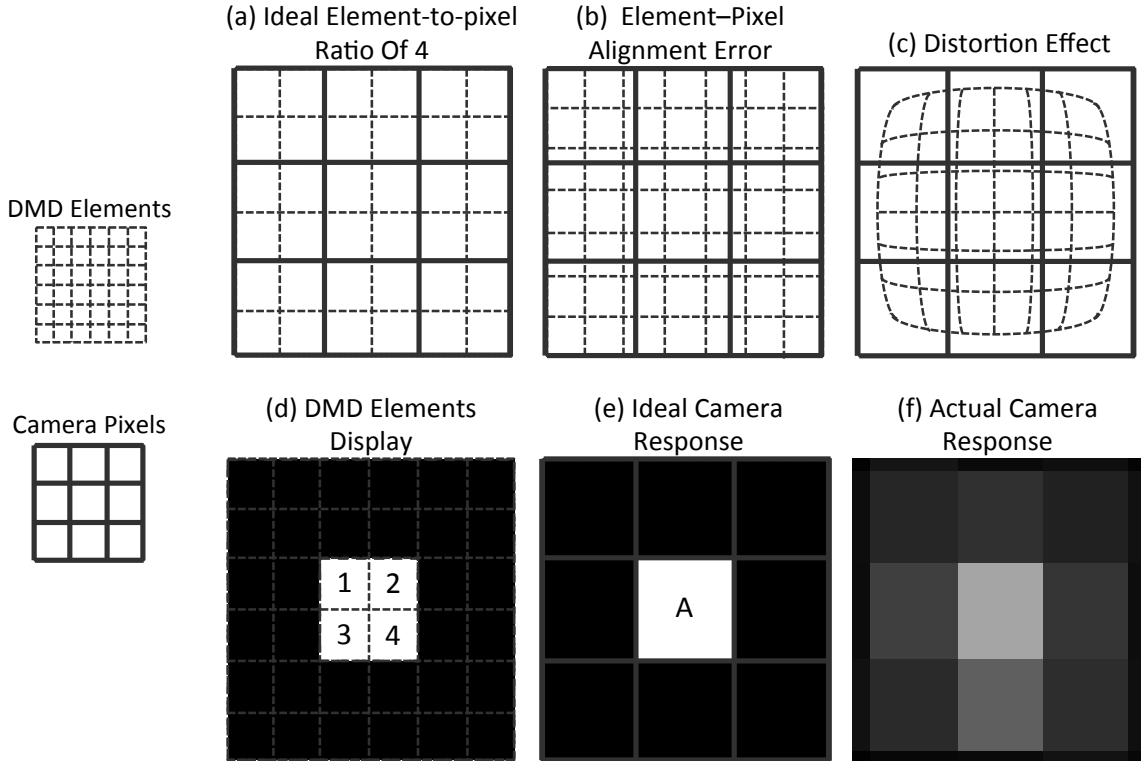 (a) Ideal Element-to-pixel
Ratio Of 4
(b) Element–Pixel
Alignment Error
(c) Distortion Effect
DMD Elements
Camera Pixels
(d) DMD Elements
Display
1 2
3 4
(e) Ideal Camera
Response
A
(f) Actual Camera
Response